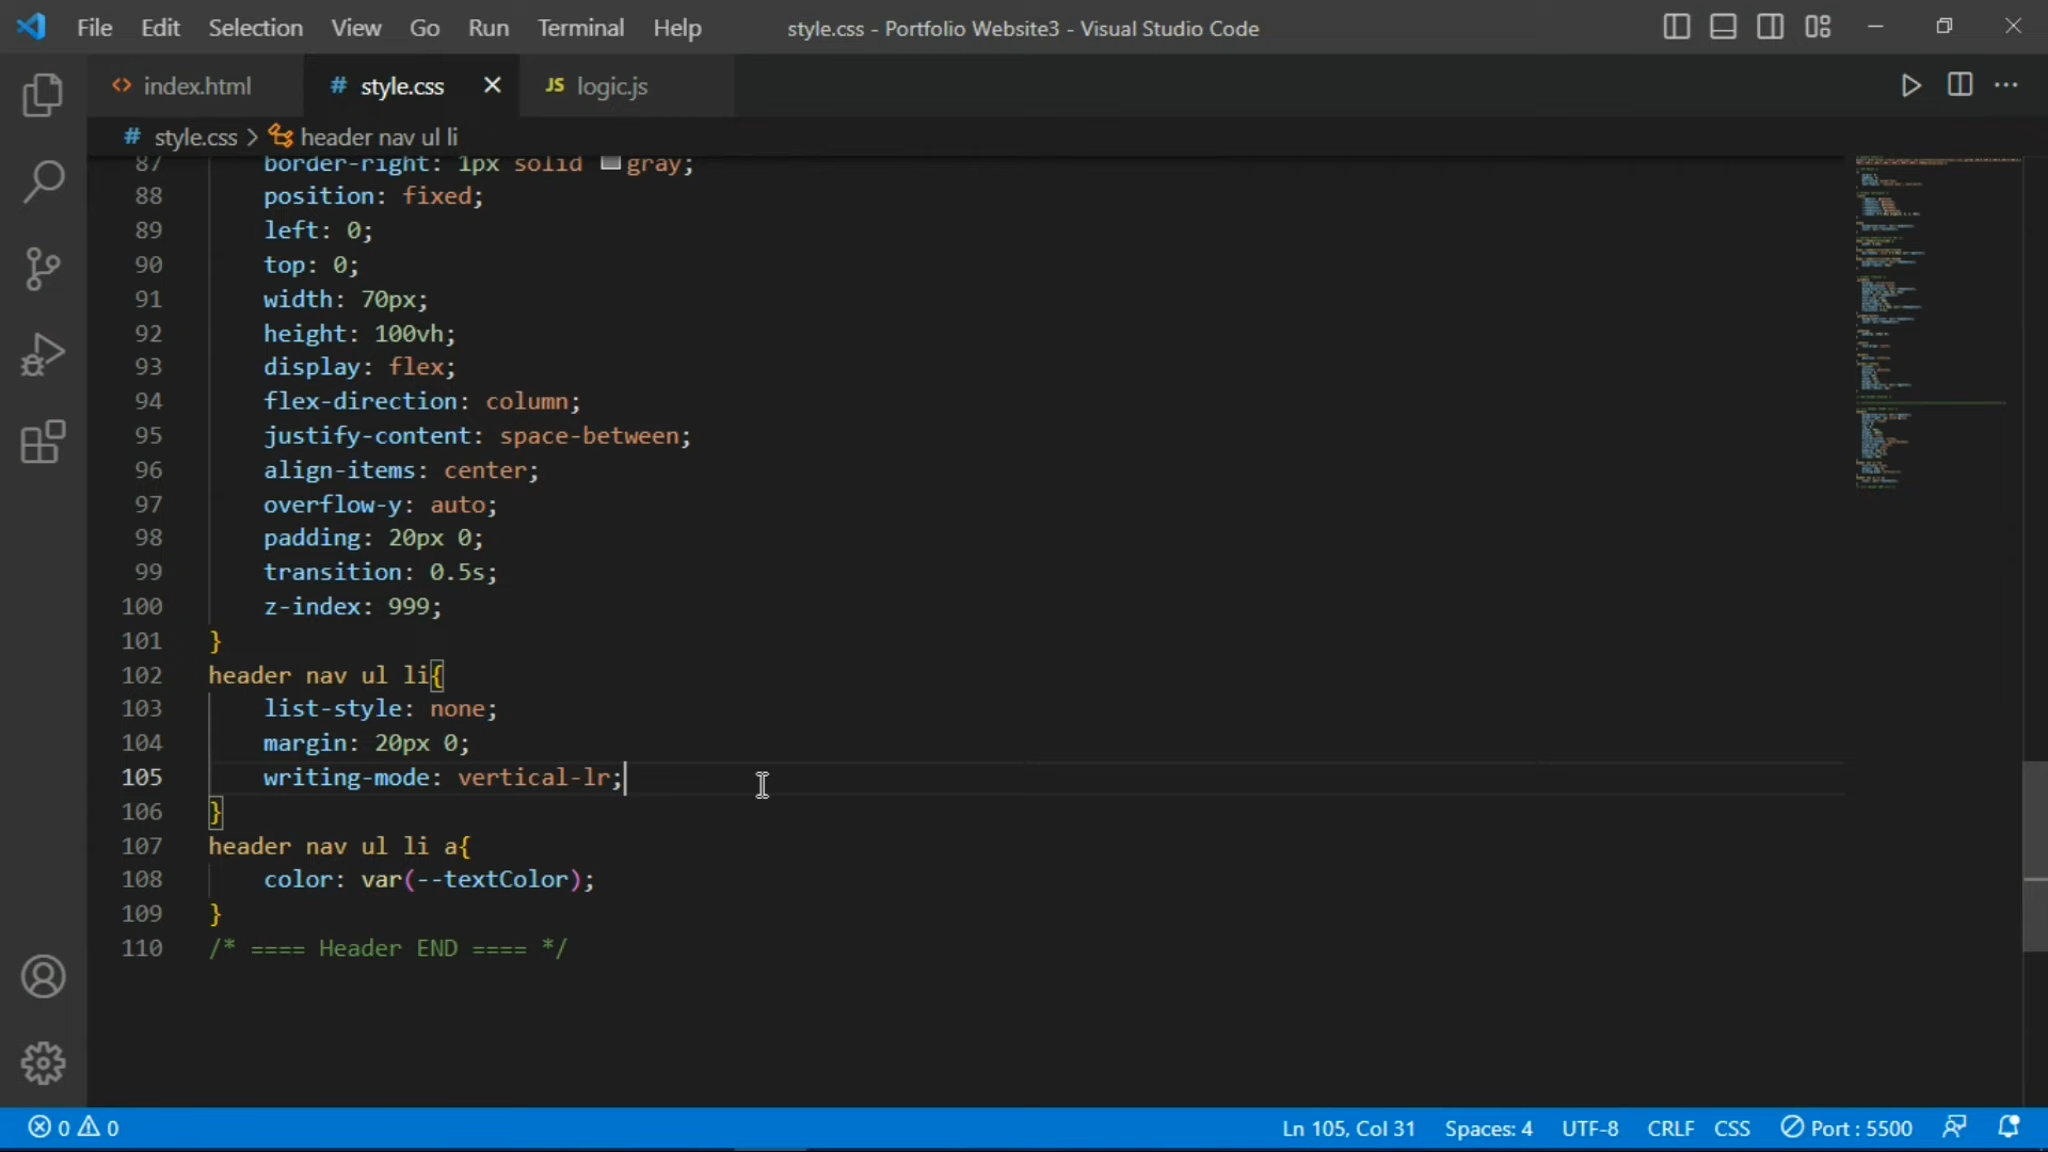 File Edit Selection View Go Run Terminal Help style.css - Portfolio Website3 - Visual Studio Code
<> index.html # style.css JS logic.js
# style.css > header nav ul li
87 border-right: 1px solid gray;
88 position: fixed;
89 left: 0;
90 top: 0;
91 width: 70px;
92 height: 100vh;
93 display: flex;
94 flex-direction: column;
95 justify-content: space-between;
96 align-items: center;
97 overflow-y: auto;
98 padding: 20px 0;
99 transition: 0.5s;
100 z-index: 999;
101 }
102 header nav ul li{
103 list-style: none;
104 margin: 20px 0;
105 writing-mode: vertical-lr;
106 }
107 header nav ul li a{
108 color: var(--textColor);
109 }
110 /* ==== Header END ==== */
0 0 Ln 105, Col 31 Spaces: 4 UTF-8 CRLF CSS Port : 5500